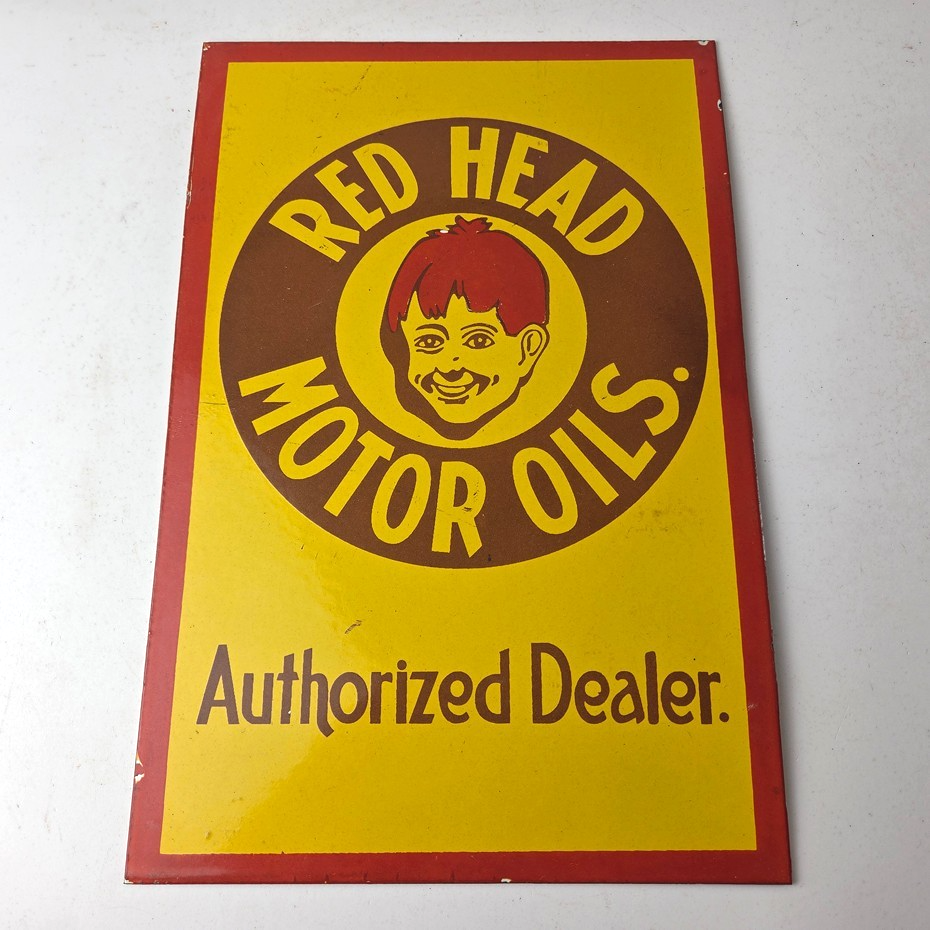 RED HEAD
MOTOR OILS.
Authorized Dealer.